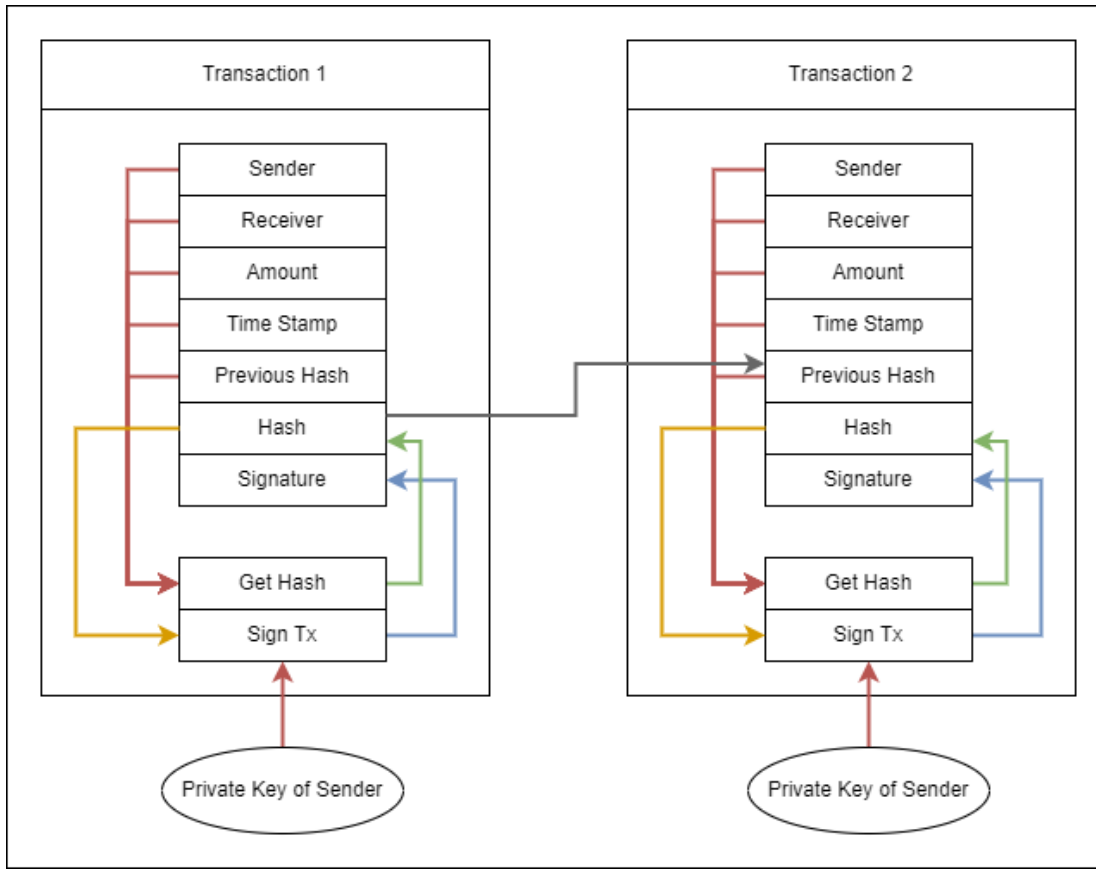 Transaction 1
Sender
Receiver
Amount
Time Stamp
Previous Hash
Hash
Signature
Get Hash
Sign Tx
Private Key of Sender
Transaction 2
Sender
Receiver
Amount
Time Stamp
Previous Hash
Hash
Signature
Get Hash
Sign Tx
Private Key of Sender